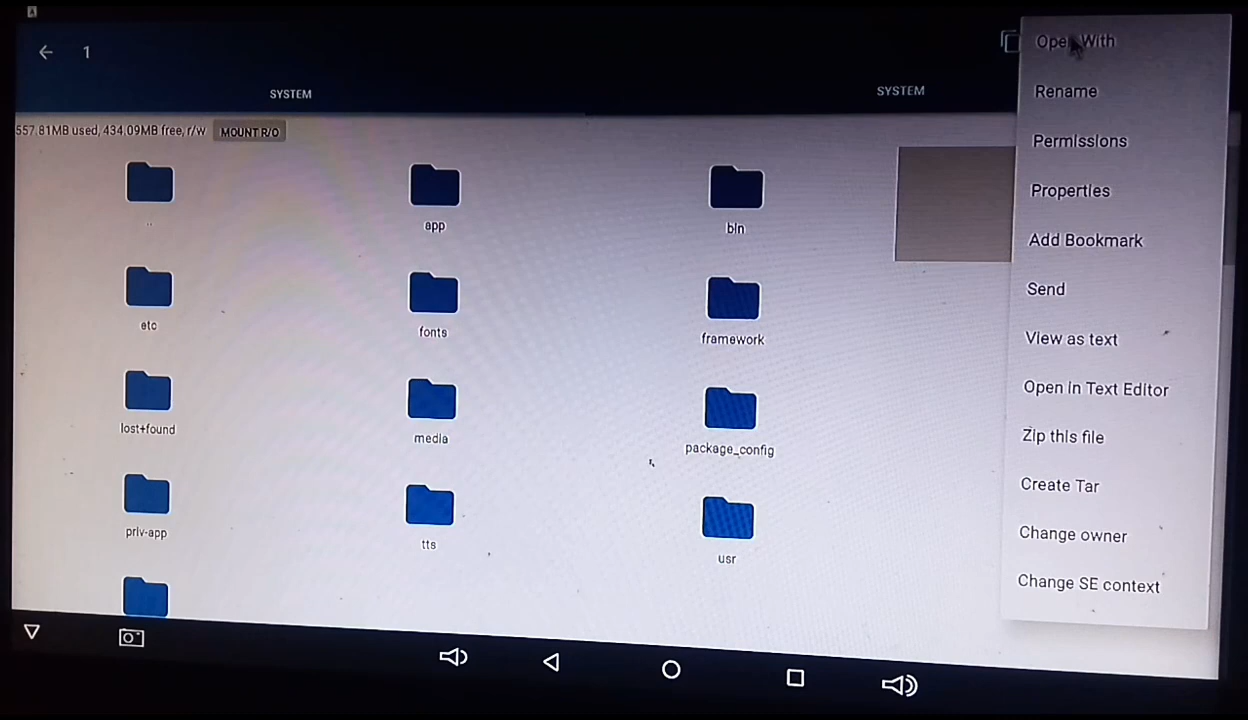 A
1
SYSTEM
SYSTEM
557.81MB used, 434.09MB free, r/w
MOUNT R/O
..
app
bin
etc
fonts
framework
lost+found
media
package_config
priv-app
tts
usr
Open With
Rename
Permissions
Properties
Add Bookmark
Send
View as text
Open in Text Editor
Zip this file
Create Tar
Change owner
Change SE context